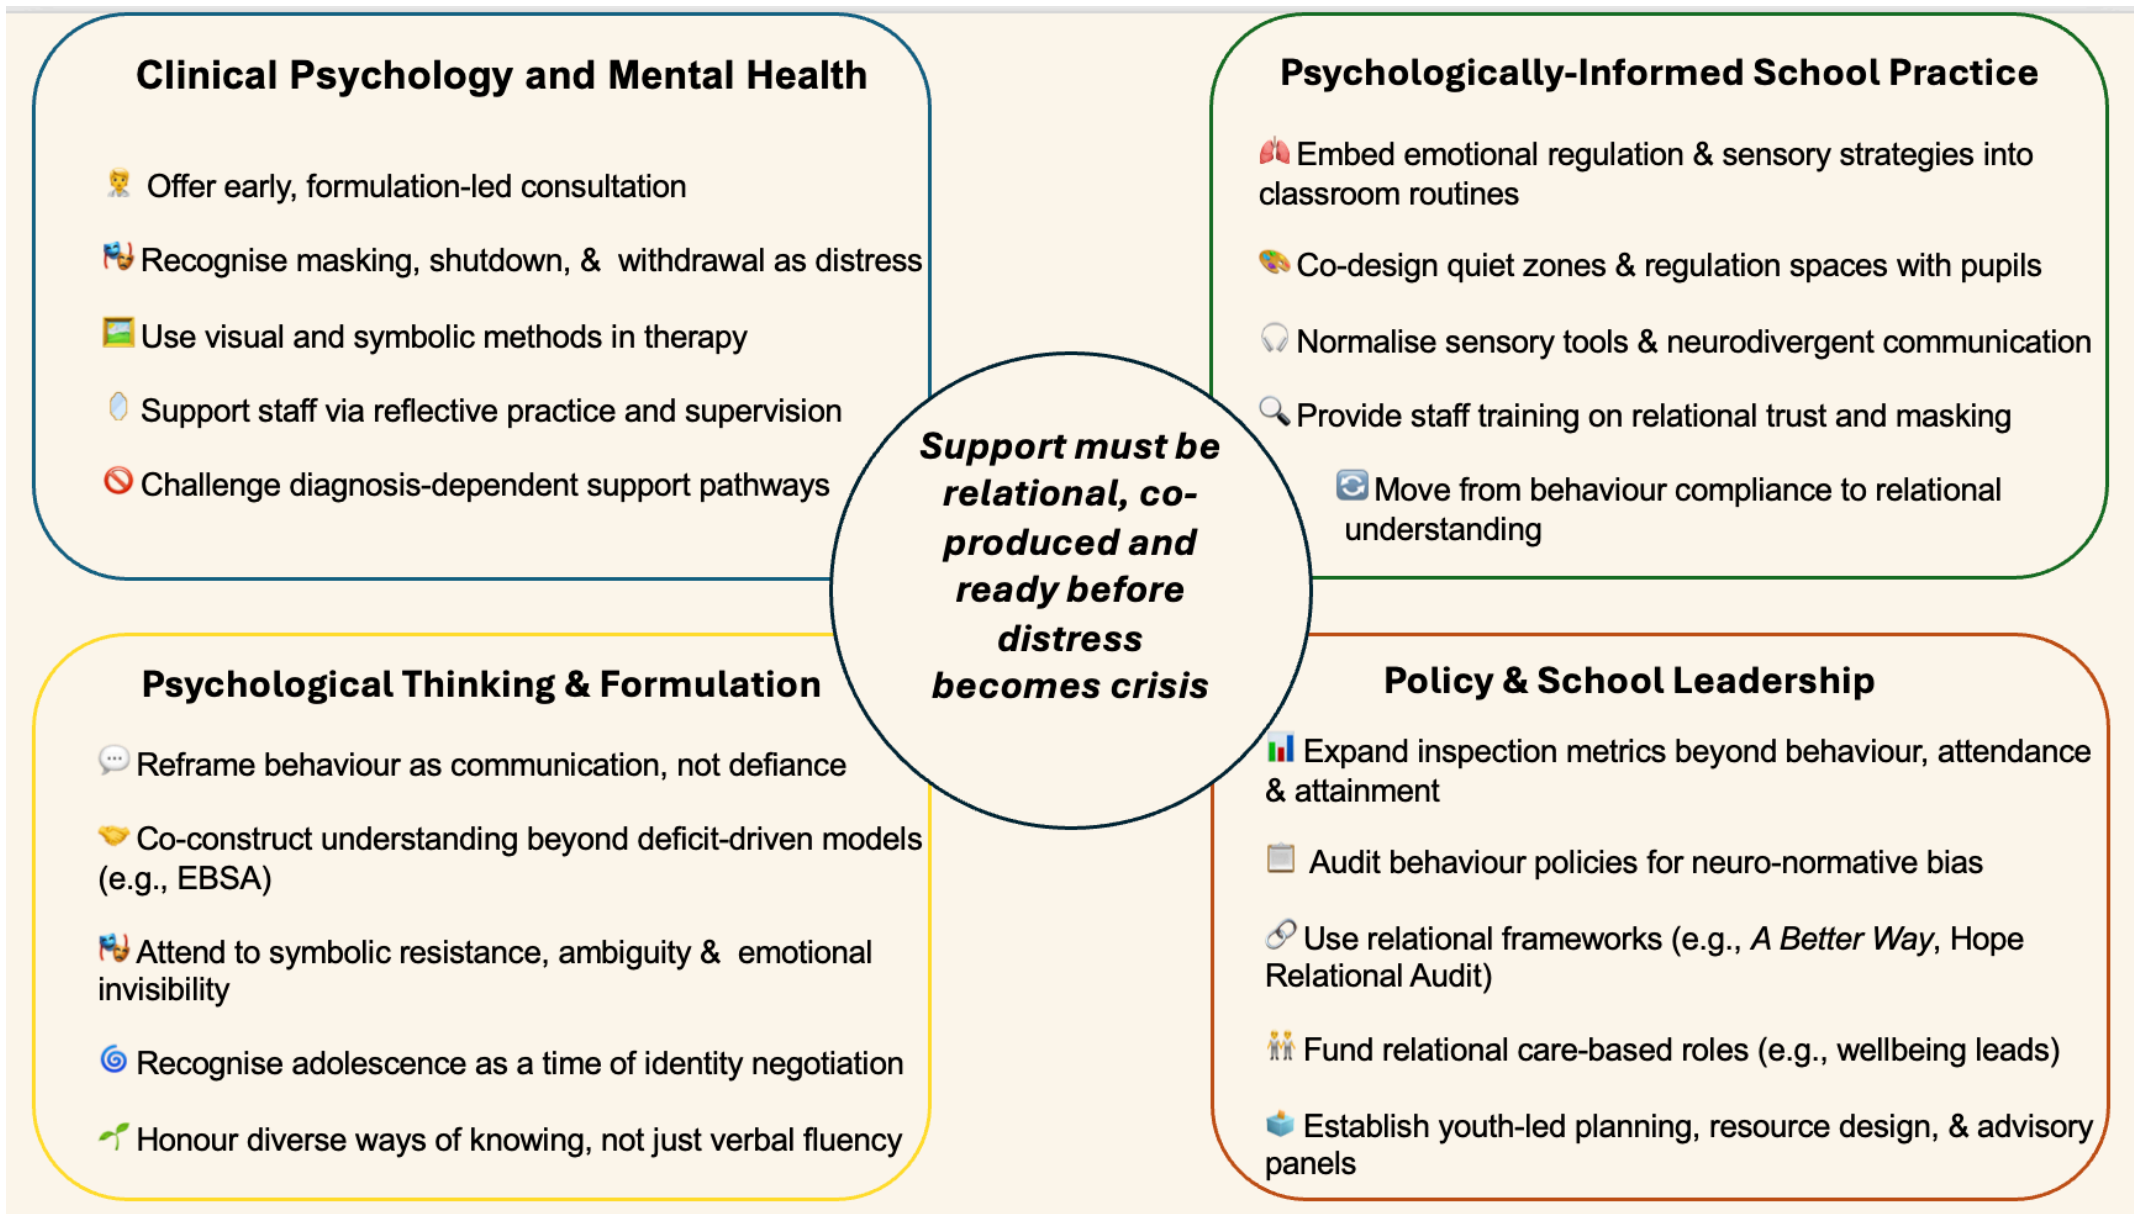 Clinical Psychology and Mental Health
Offer early, formulation-led consultation
Recognise masking, shutdown, & withdrawal as distress
Use visual and symbolic methods in therapy
Support staff via reflective practice and supervision
Challenge diagnosis-dependent support pathways
Psychologically-Informed School Practice
Embed emotional regulation & sensory strategies into
classroom routines
Co-design quiet zones & regulation spaces with pupils
Normalise sensory tools & neurodivergent communication
Provide staff training on relational trust and masking
Move from behaviour compliance to relational
understanding
Support must be
relational, co-
produced and
ready before
distress
becomes crisis
Psychological Thinking & Formulation
Reframe behaviour as communication, not defiance
Co-construct understanding beyond deficit-driven models
(e.g., EBSA)
Attend to symbolic resistance, ambiguity & emotional
invisibility
Recognise adolescence as a time of identity negotiation
Honour diverse ways of knowing, not just verbal fluency
Policy & School Leadership
Expand inspection metrics beyond behaviour, attendance
& attainment
Audit behaviour policies for neuro-normative bias
Use relational frameworks (e.g., A Better Way, Hope
Relational Audit)
Fund relational care-based roles (e.g., wellbeing leads)
Establish youth-led planning, resource design, & advisory
panels